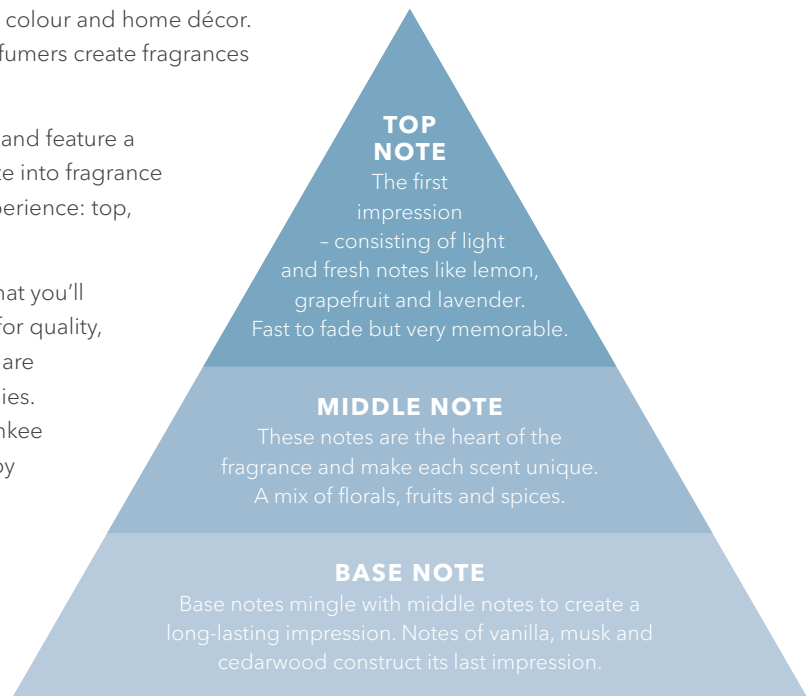 colour and home décor.
fumers create fragrances
and feature a
e into fragrance
perience: top,
at you'll
for quality,
are
ies.
nkee
by
TOP
NOTE
The first
impression
– consisting of light
and fresh notes like lemon,
grapefruit and lavender.
Fast to fade but very memorable.
MIDDLE NOTE
These notes are the heart of the
fragrance and make each scent unique.
A mix of florals, fruits and spices.
BASE NOTE
Base notes mingle with middle notes to create a
long-lasting impression. Notes of vanilla, musk and
cedarwood construct its last impression.